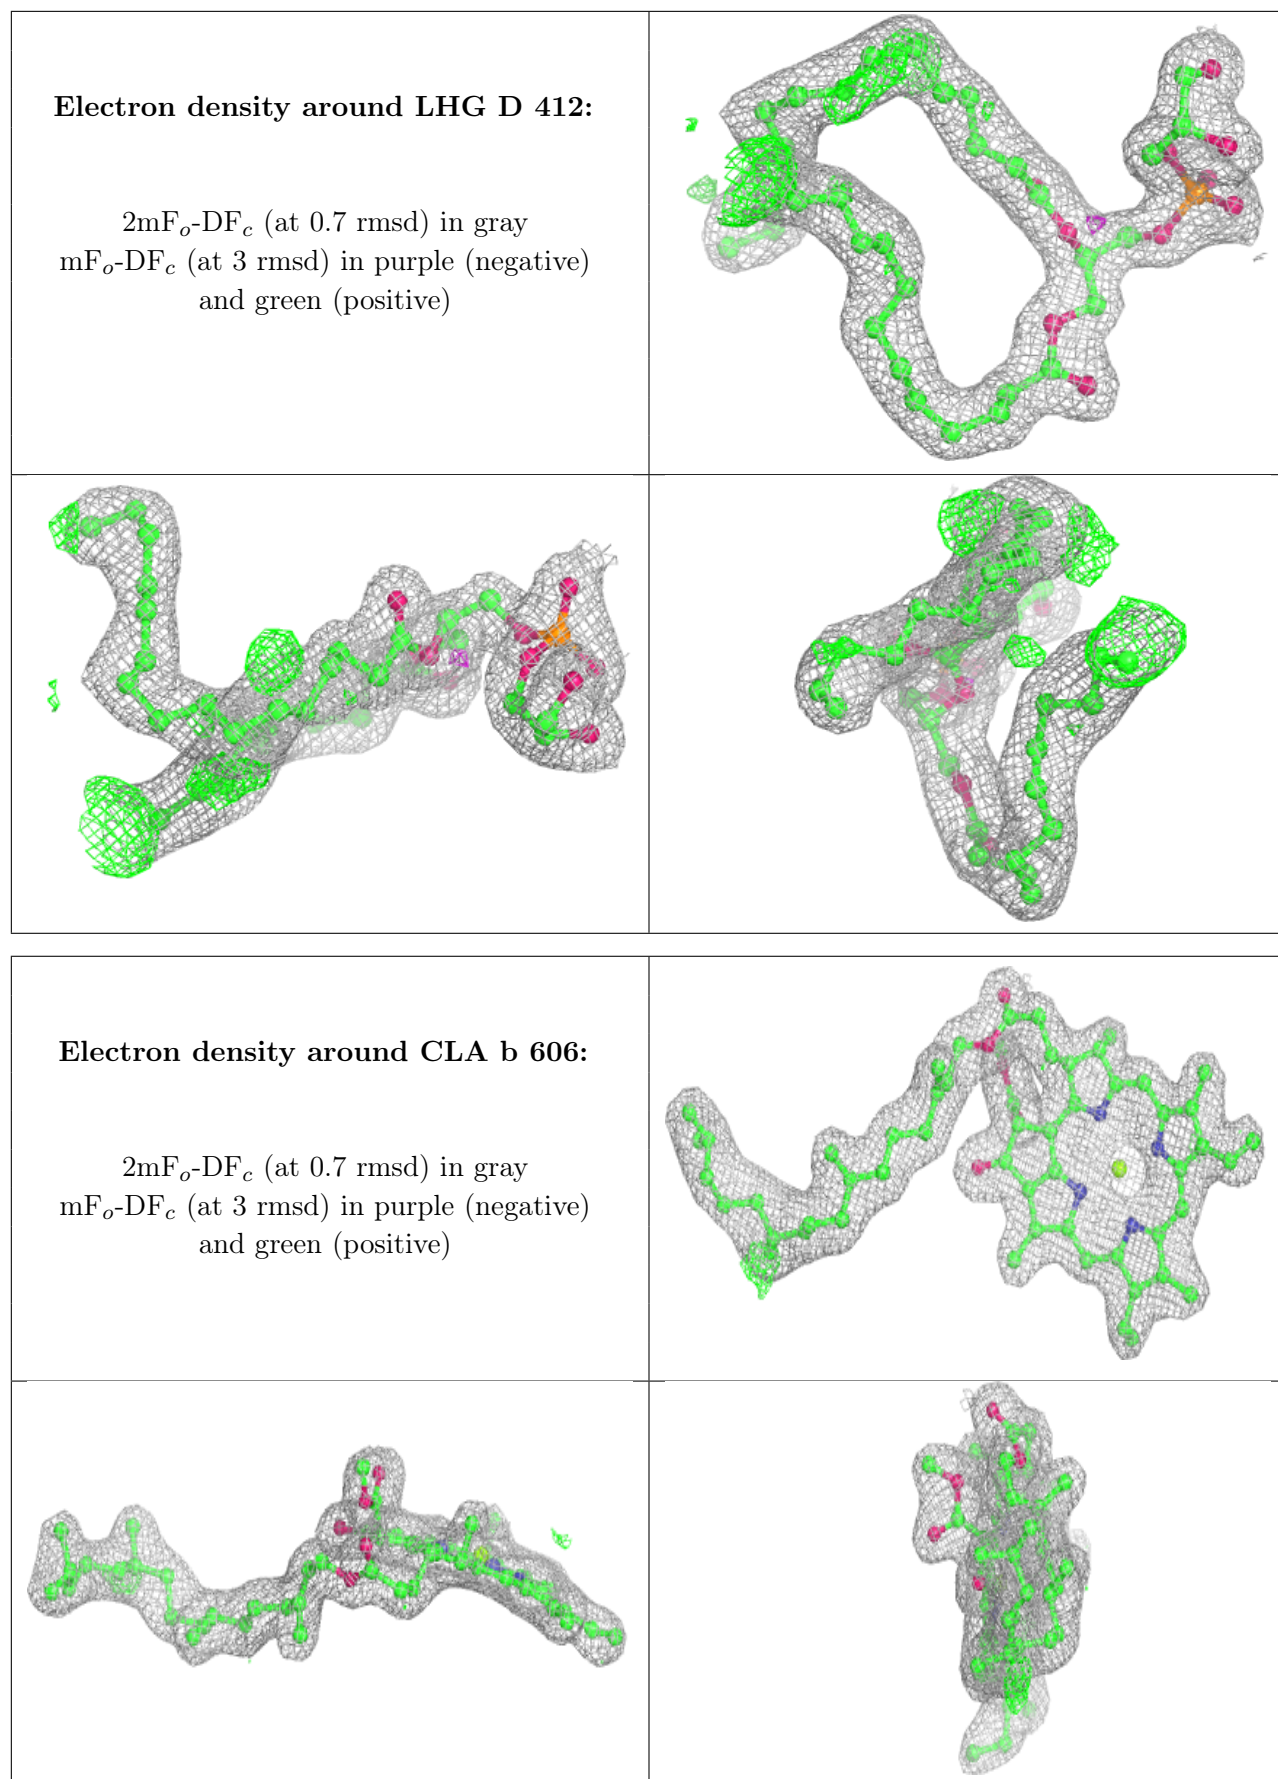 Electron density around LHG D 412:
2mFo-DFc (at 0.7 rmsd) in gray
mFo-DFc (at 3 rmsd) in purple (negative)
and green (positive)
Electron density around CLA b 606:
2mFo-DFc (at 0.7 rmsd) in gray
mFo-DFc (at 3 rmsd) in purple (negative)
and green (positive)